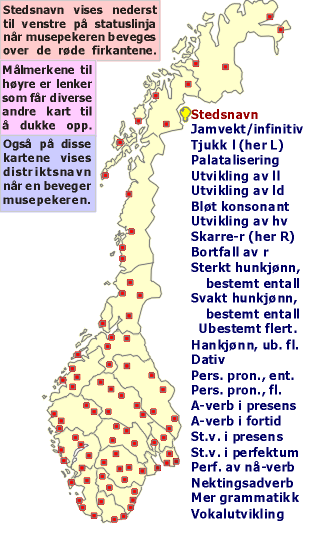 Stedsnavn vises nederst
til venstre på statuslinja
når musepekeren beveges
over de røde firkantene.
Målmerkene til
høyre er lenker
som får diverse
andre kart til
å dukke opp.
Også på disse
kartene vises
distriktsnavn
når en beveger
musepekeren.
Stedsnavn
Jamvekt/infinitiv
Tjukk l (her L)
Palatalisering
Utvikling av ll
Utvikling av ld
Bløt konsonant
Utvikling av hv
Skarre-r (her R)
Bortfall av r
Sterkt hunkjønn,
bestemt entall
Svakt hunkjønn,
bestemt entall
Ubestemt flert.
Hankjønn, ub. fl.
Dativ
Pers. pron., ent.
Pers. pron., fl.
A-verb i presens
A-verb i fortid
St.v. i presens
St.v. i perfektum
Perf. av nå-verb
Nektingsadverb
Mer grammatikk
Vokalutvikling